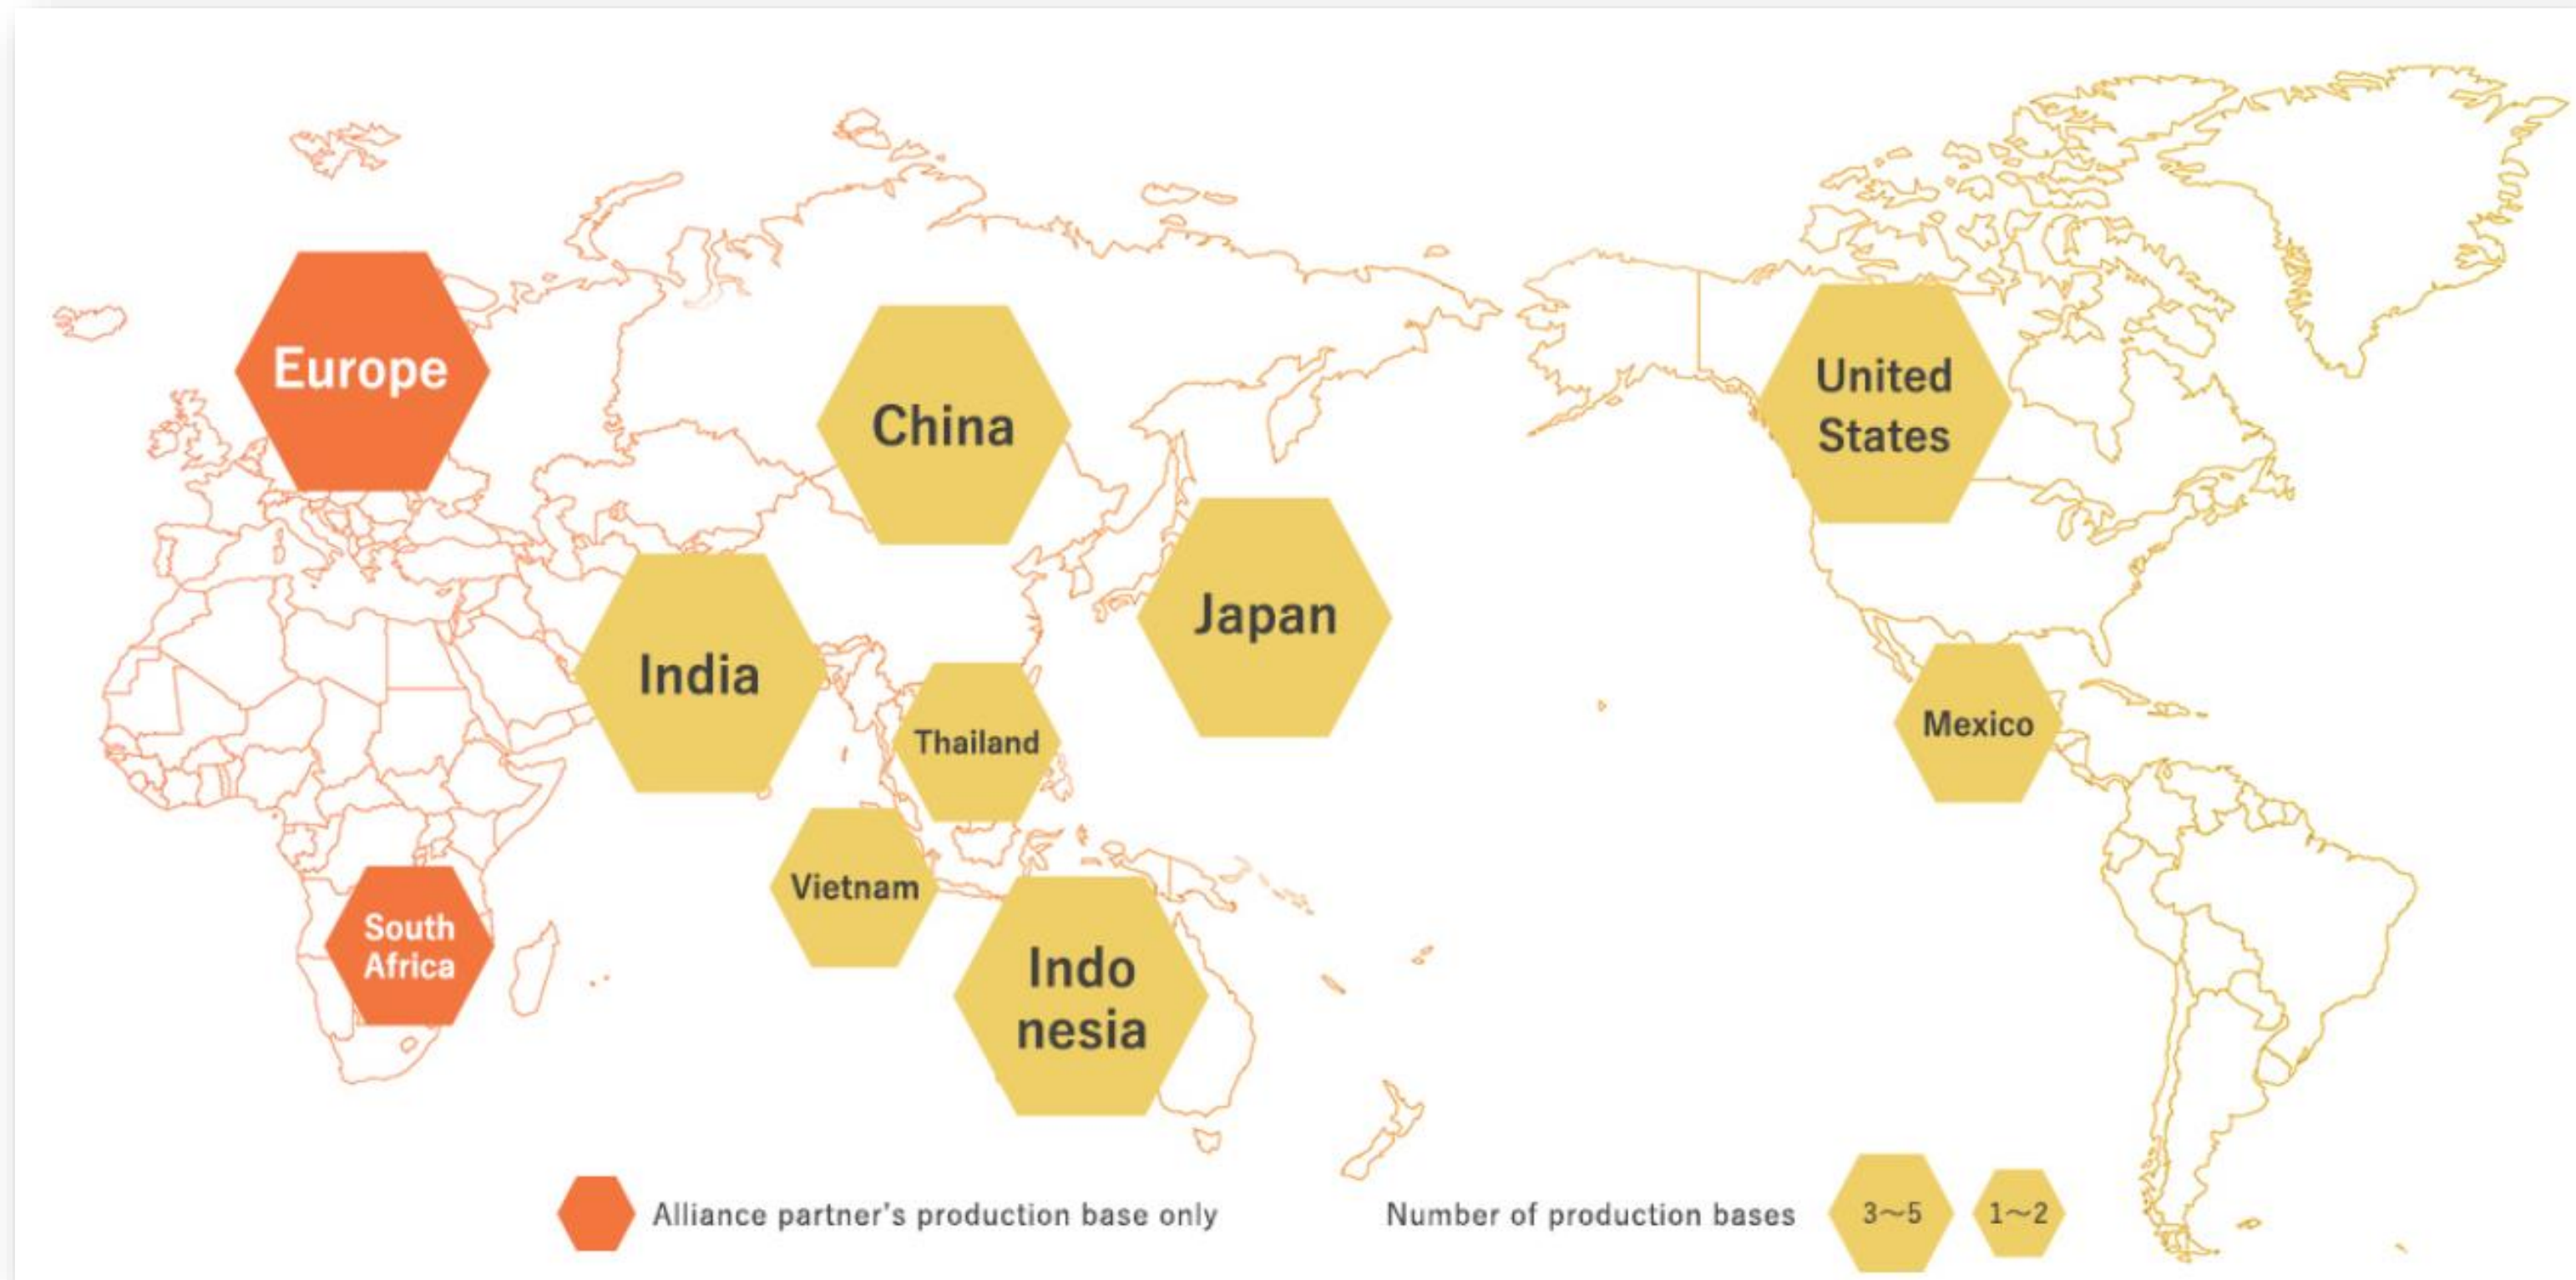 Europe
China
United
States
Japan
India
Thailand
Mexico
Vietnam
South
Africa
Indo
nesia
Alliance partner's production base only
Number of production bases
3～5
1～2